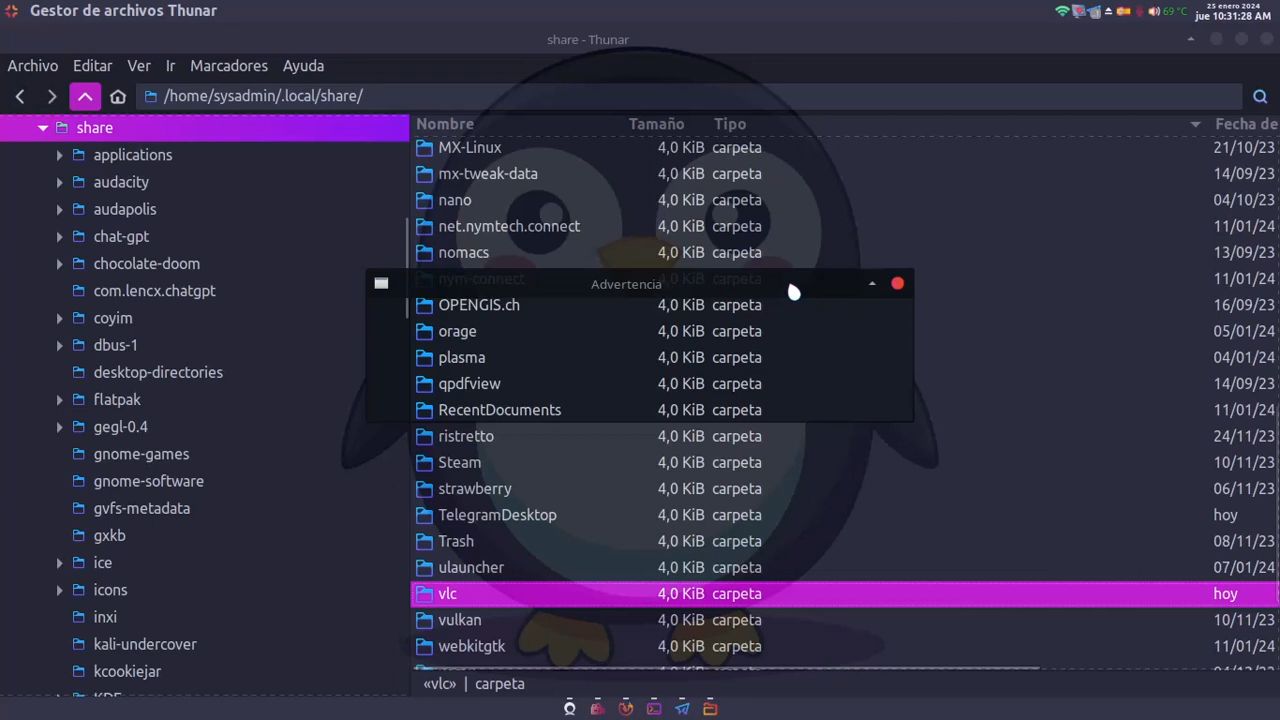 Gestor de archivos Thunar
69 °C
25 enero 2024
jue 10:31:28 AM
share - Thunar
Archivo Editar Ver Ir Marcadores Ayuda
/home/sysadmin/.local/share/
share
applications
audacity
audapolis
chat-gpt
chocolate-doom
com.lencx.chatgpt
coyim
dbus-1
desktop-directories
flatpak
gegl-0.4
gnome-games
gnome-software
gvfs-metadata
gxkb
ice
icons
inxi
kali-undercover
kcookiejar
KDE
Nombre Tamaño Tipo Fecha de
MX-Linux 4,0 KiB carpeta 21/10/23
mx-tweak-data 4,0 KiB carpeta 14/09/23
nano 4,0 KiB carpeta 04/10/23
net.nymtech.connect 4,0 KiB carpeta 11/01/24
nomacs 4,0 KiB carpeta 13/09/23
nym-connect 4,0 KiB carpeta 11/01/24
Advertencia
OPENGIS.ch 4,0 KiB carpeta 16/09/23
orage 4,0 KiB carpeta 05/01/24
plasma 4,0 KiB carpeta 04/01/24
qpdfview 4,0 KiB carpeta 14/09/23
RecentDocuments 4,0 KiB carpeta 11/01/24
ristretto 4,0 KiB carpeta 24/11/23
Steam 4,0 KiB carpeta 10/11/23
strawberry 4,0 KiB carpeta 06/11/23
TelegramDesktop 4,0 KiB carpeta hoy
Trash 4,0 KiB carpeta 08/11/23
ulauncher 4,0 KiB carpeta 07/01/24
vlc 4,0 KiB carpeta hoy
vulkan 4,0 KiB carpeta 10/11/23
webkitgtk 4,0 KiB carpeta 11/01/24
«vlc» | carpeta